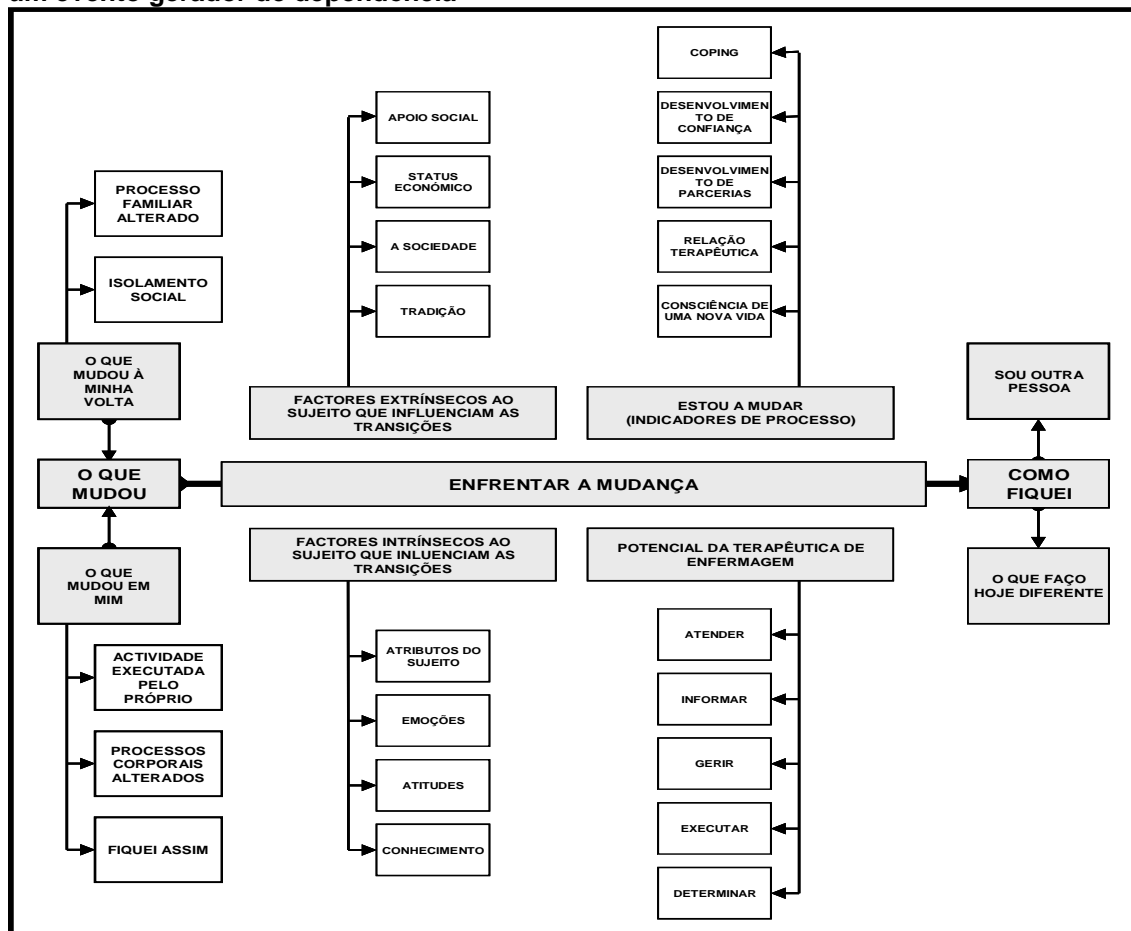 um evento gerador de dependência
COPING
DESENVOLVIMEN
TO DE
CONFIANÇA
APOIO SOCIAL
STATUS
ECONÓMICO
DESENVOLVIMEN
TO DE
PARCERIAS
PROCESSO
FAMILIAR
ALTERADO
A SOCIEDADE
RELAÇÃO
TERAPÊUTICA
ISOLAMENTO
SOCIAL
TRADIÇÃO
CONSCIÊNCIA DE
UMA NOVA VIDA
O QUE
MUDOU À
MINHA
VOLTA
FACTORES EXTRÍNSECOS AO
SUJEITO QUE INFLUENCIAM AS
TRANSIÇÕES
ESTOU A MUDAR
(INDICADORES DE PROCESSO)
SOU OUTRA
PESSOA
O QUE
MUDOU
ENFRENTAR A MUDANÇA
COMO
FIQUEI
O QUE
MUDOU EM
MIM
FACTORES INTRÍNSECOS AO
SUJEITO QUE INLUENCIAM AS
TRANSIÇÕES
POTENCIAL DA TERAPÊUTICA DE
ENFERMAGEM
O QUE FAÇO
HOJE DIFERENTE
ACTIVIDADE
EXECUTADA
PELO
PRÓPRIO
ATRIBUTOS DO
SUJEITO
ATENDER
EMOÇÕES
INFORMAR
PROCESSOS
CORPORAIS
ALTERADOS
ATITUDES
GERIR
FIQUEI ASSIM
CONHECIMENTO
EXECUTAR
DETERMINAR